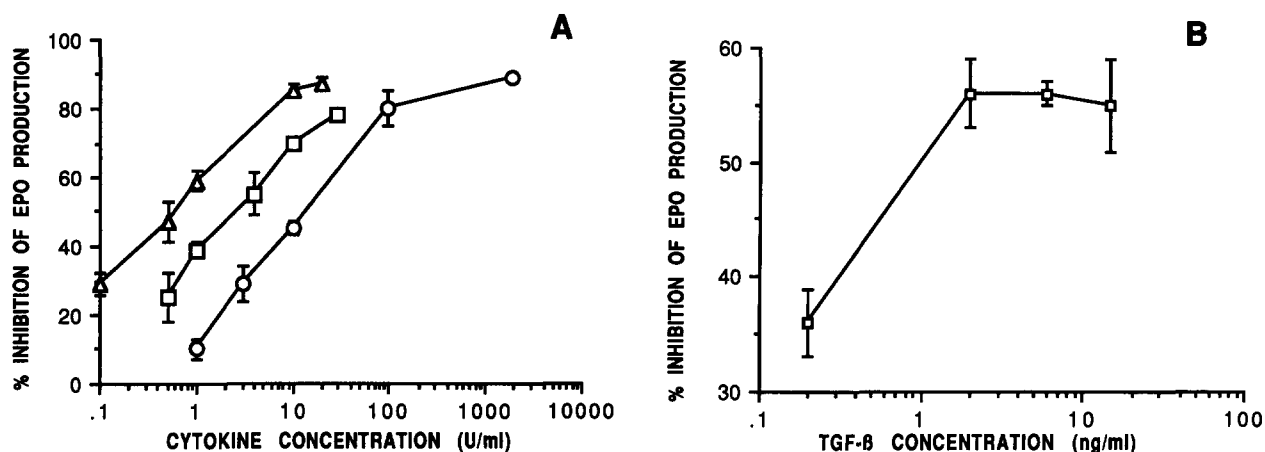 A
% INHIBITION OF EPO PRODUCTION
100
80
60
40
20
0
.1 1 10 100 1000 10000
CYTOKINE CONCENTRATION (U/ml)
B
% INHIBITION OF EPO PRODUCTION
60
50
40
30
.1 1 10 100
TGF-ß CONCENTRATION (ng/ml)